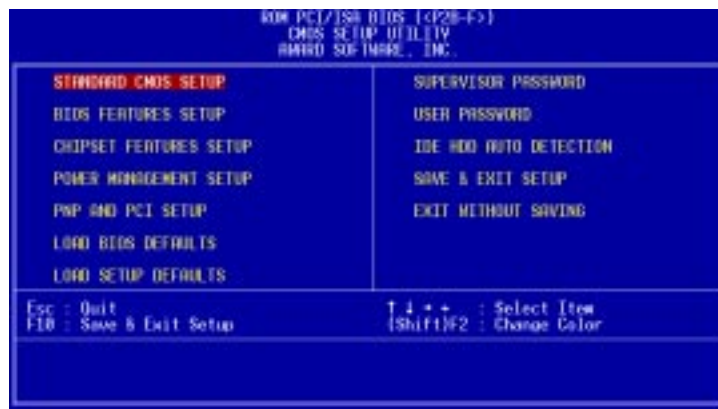 ROM PCI/ISA BIOS (<P2B-F>)
CMOS SETUP UTILITY
AWARD SOFTWARE, INC.
STANDARD CMOS SETUP
BIOS FEATURES SETUP
CHIPSET FEATURES SETUP
POWER MANAGEMENT SETUP
PNP AND PCI SETUP
LOAD BIOS DEFAULTS
LOAD SETUP DEFAULTS
SUPERVISOR PASSWORD
USER PASSWORD
IDE HDD AUTO DETECTION
SAVE & EXIT SETUP
EXIT WITHOUT SAVING
Esc : Quit
F10 : Save & Exit Setup
↑ ↓ → ← : Select Item
(Shift)F2 : Change Color